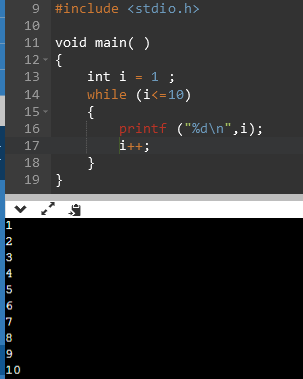 9 #include <stdio.h>
10
11 void main( )
12 {
13 int i = 1 ;
14 while (i<=10)
15 {
16 printf ("%d\n",i);
17 i++;
18 }
19 }
1
2
3
4
5
6
7
8
9
10